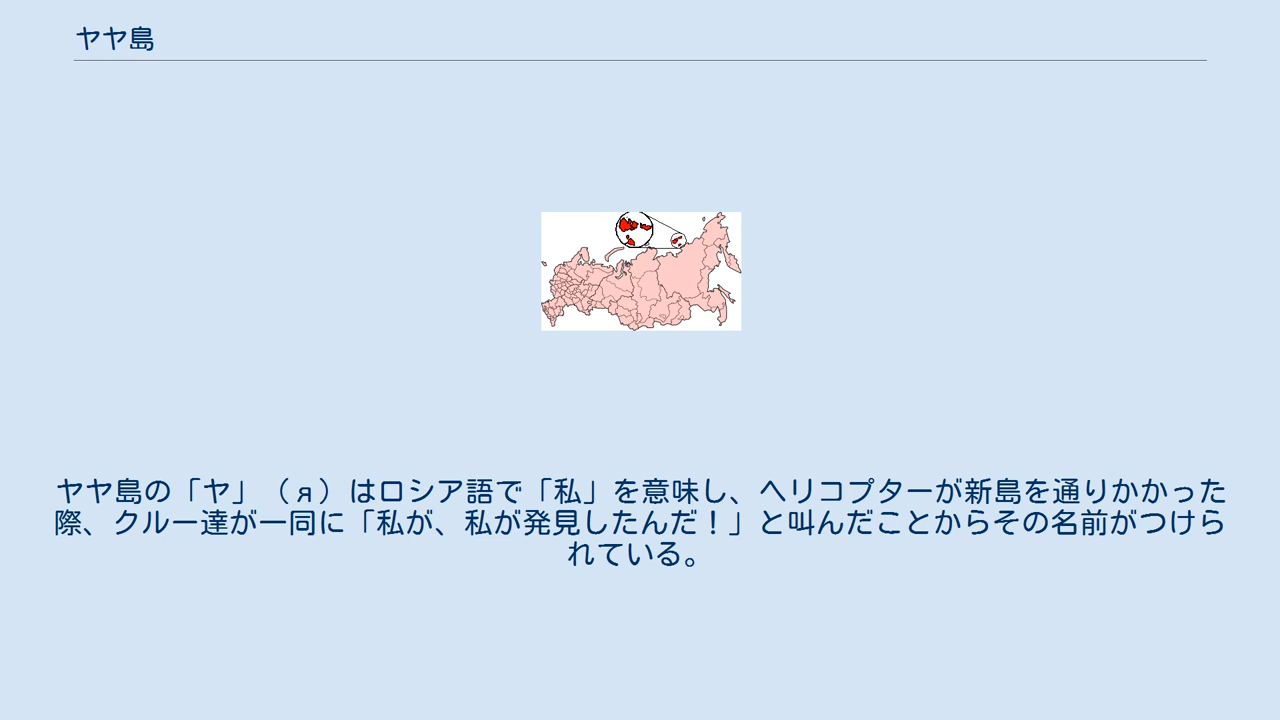 ヤヤ島
ヤヤ島の「ヤ」（я）はロシア語で「私」を意味し、ヘリコプターが新島を通りかかった
際、クルー達が一同に「私が、私が発見したんだ！」と叫んだことからその名前がつけら
れている。